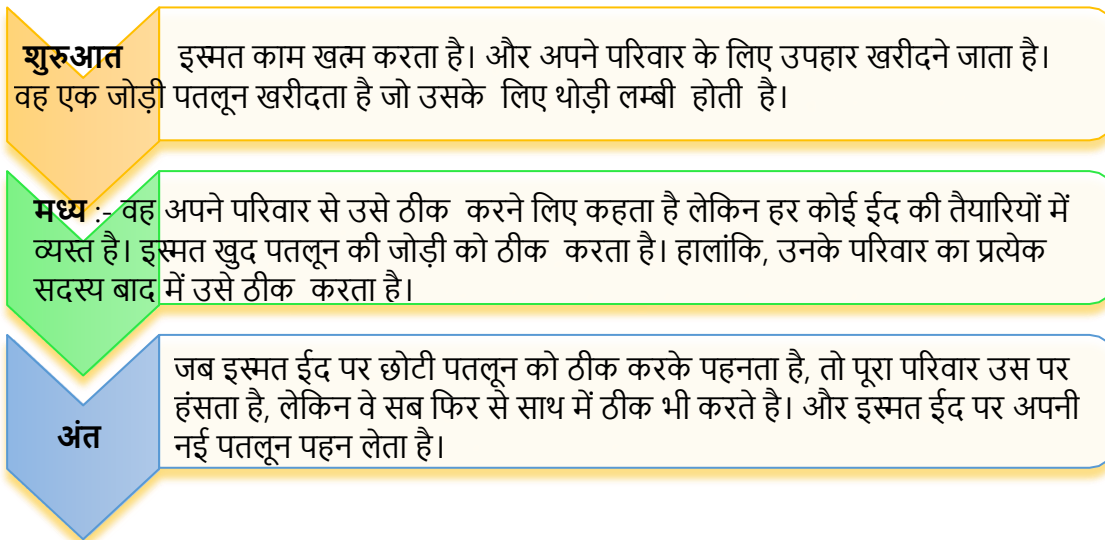 शुरुआत इस्मत काम खत्म करता है। और अपने परिवार के लिए उपहार खरीदने जाता है।
वह एक जोड़ी पतलून खरीदता है जो उसके लिए थोड़ी लम्बी होती है।
मध्य :- वह अपने परिवार से उसे ठीक करने लिए कहता है लेकिन हर कोई ईद की तैयारियों में
व्यस्त है। इस्मत खुद पतलून की जोड़ी को ठीक करता है। हालांकि, उनके परिवार का प्रत्येक
सदस्य बाद में उसे ठीक करता है।
जब इस्मत ईद पर छोटी पतलून को ठीक करके पहनता है, तो पूरा परिवार उस पर
हंसता है, लेकिन वे सब फिर से साथ में ठीक भी करते है। और इस्मत ईद पर अपनी
अंत
नई पतलून पहन लेता है।